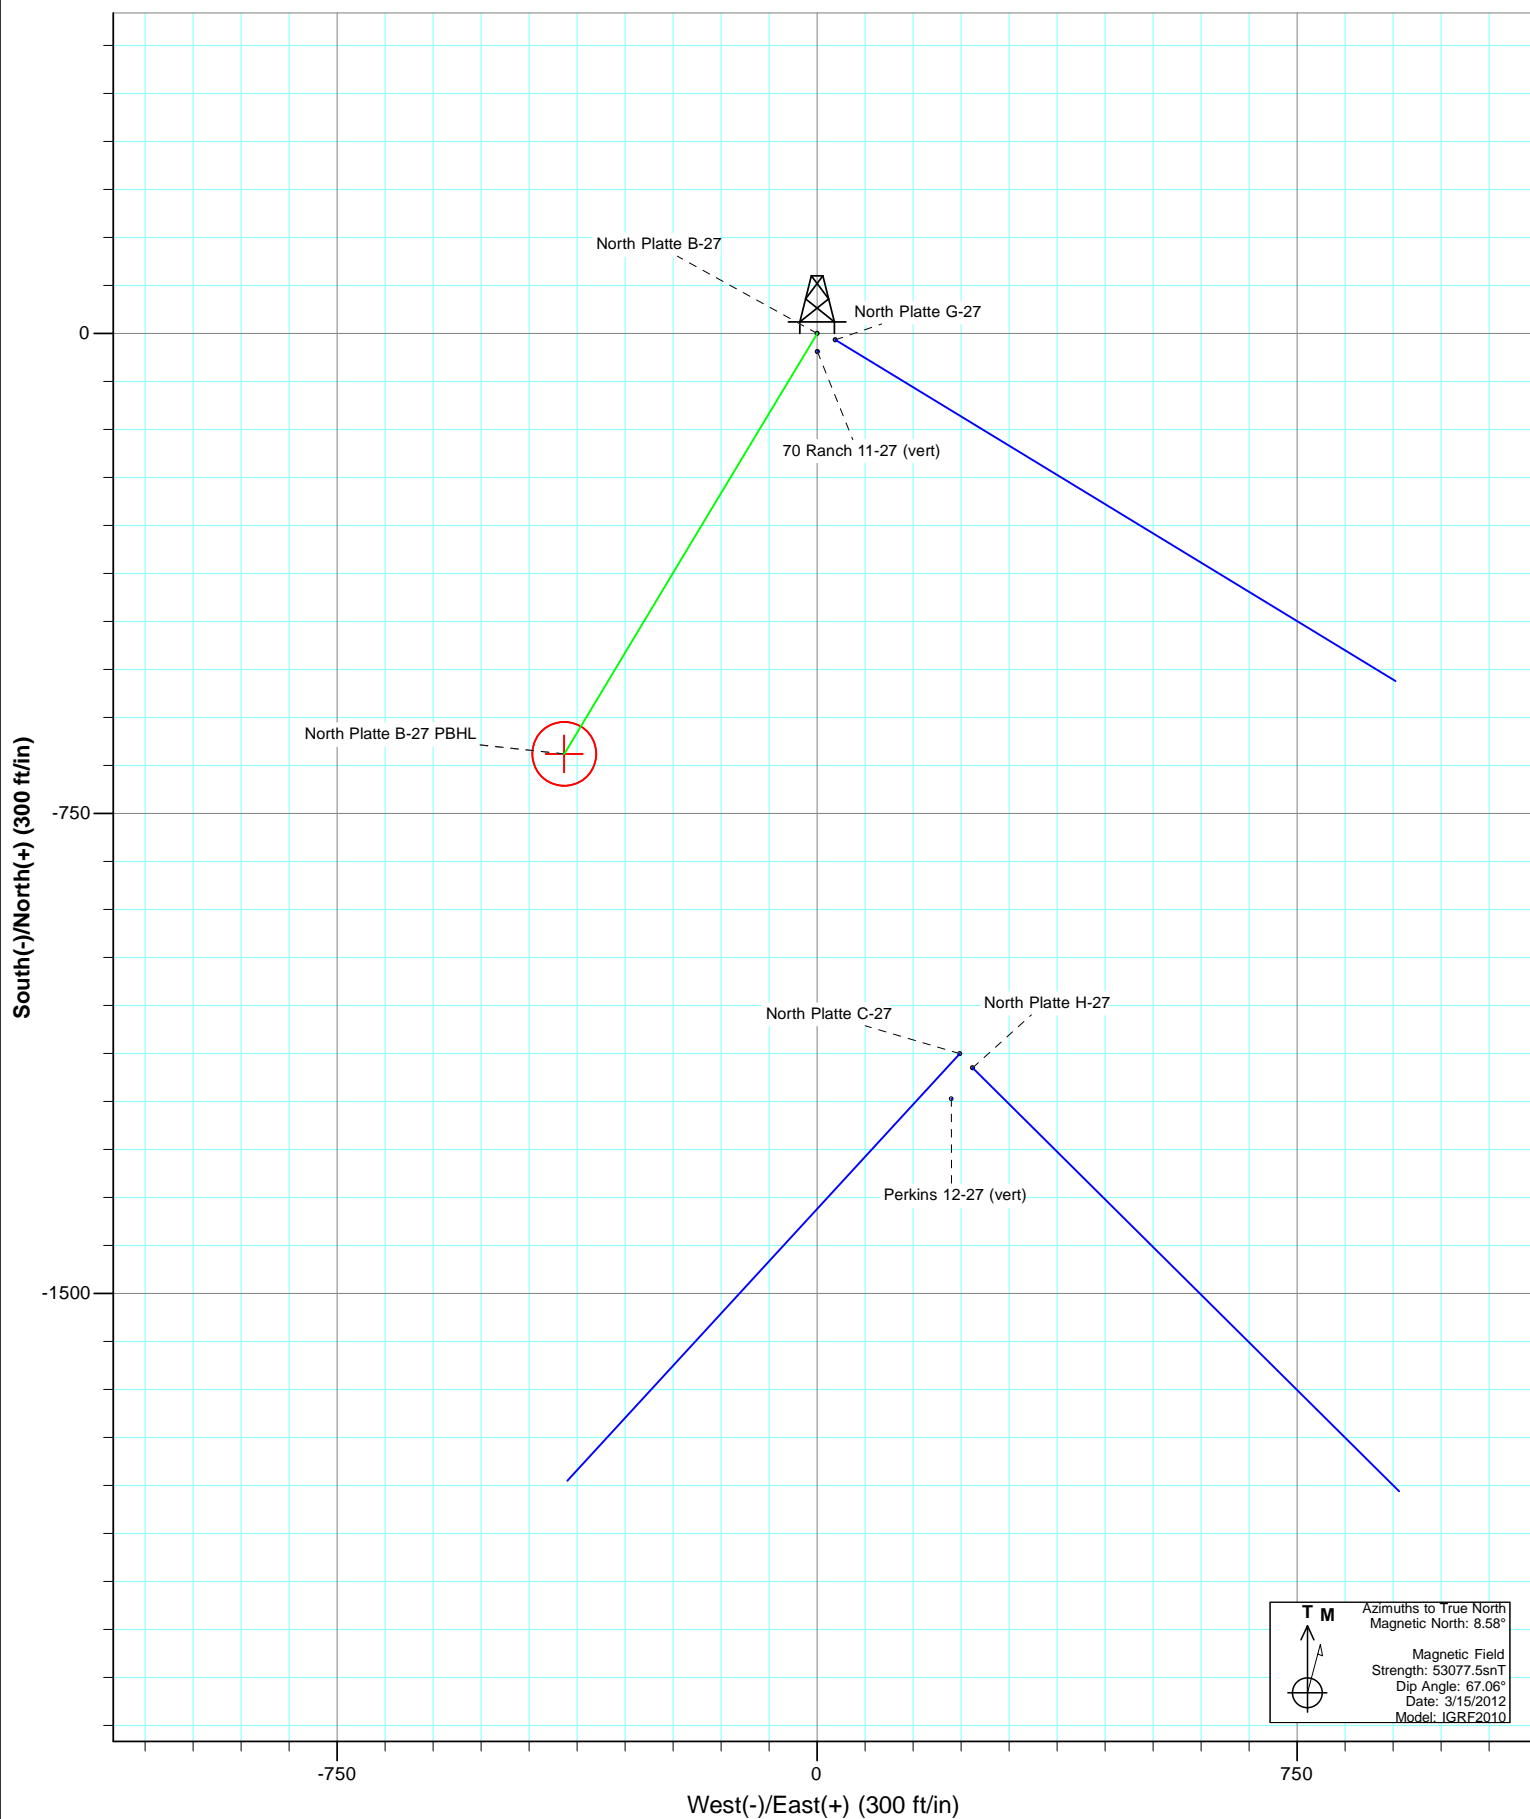 North Platte B-27
North Platte G-27
0
70 Ranch 11-27 (vert)
North Platte B-27 PBHL
South(-)/North(+) (300 ft/in)
-750
North Platte H-27
North Platte C-27
Perkins 12-27 (vert)
-1500
T M
Azimuths to True North
Magnetic North: 8.58°
Magnetic Field
Strength: 53077.5snT
Dip Angle: 67.06°
Date: 3/15/2012
Model: IGRF2010
-750
0
750
West(-)/East(+) (300 ft/in)